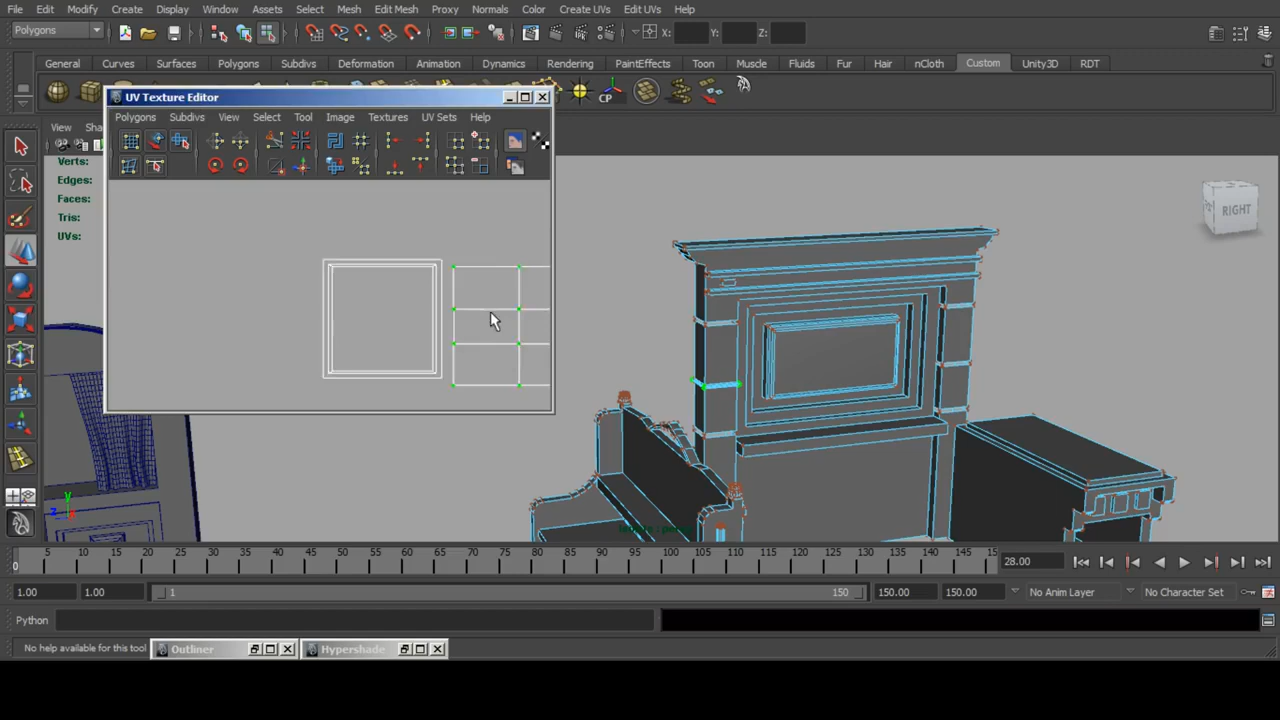 File Edit Modify Create Display Window Assets Select Mesh Edit Mesh Proxy Normals Color Create UVs Edit UVs Help
Polygons X: Y: Z:
General Curves Surfaces Polygons Subdivs Deformation Animation Dynamics Rendering PaintEffects Toon Muscle Fluids Fur Hair nCloth Custom Unity3D RDT
CP
UV Texture Editor
Polygons Subdivs View Select Tool Image Textures UV Sets Help
View Sha
Verts:
Edges:
Faces:
Tris:
UVs:
RIGHT
y
z
5 10 15 20 25 30 35 40 45 50 55 60 65 70 75 80 85 90 95 100 105 110 115 120 125 130 135 140 145 15
0
28.00
1.00 1.00 1 150 150.00 150.00 No Anim Layer No Character Set
Python
No help available for this tool Outliner Hypershade